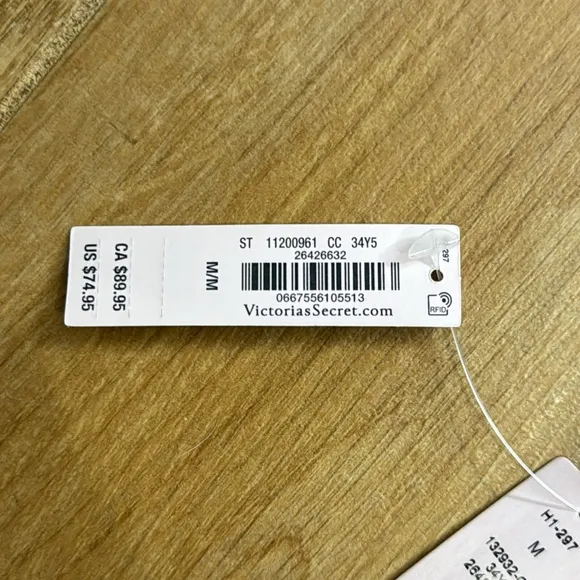 ST 11200961 CC 34Y5
26426632
0667556105513
VictoriasSecret.com
M/M
CA $89.95
US $74.95
297
RFID
H1-297
M